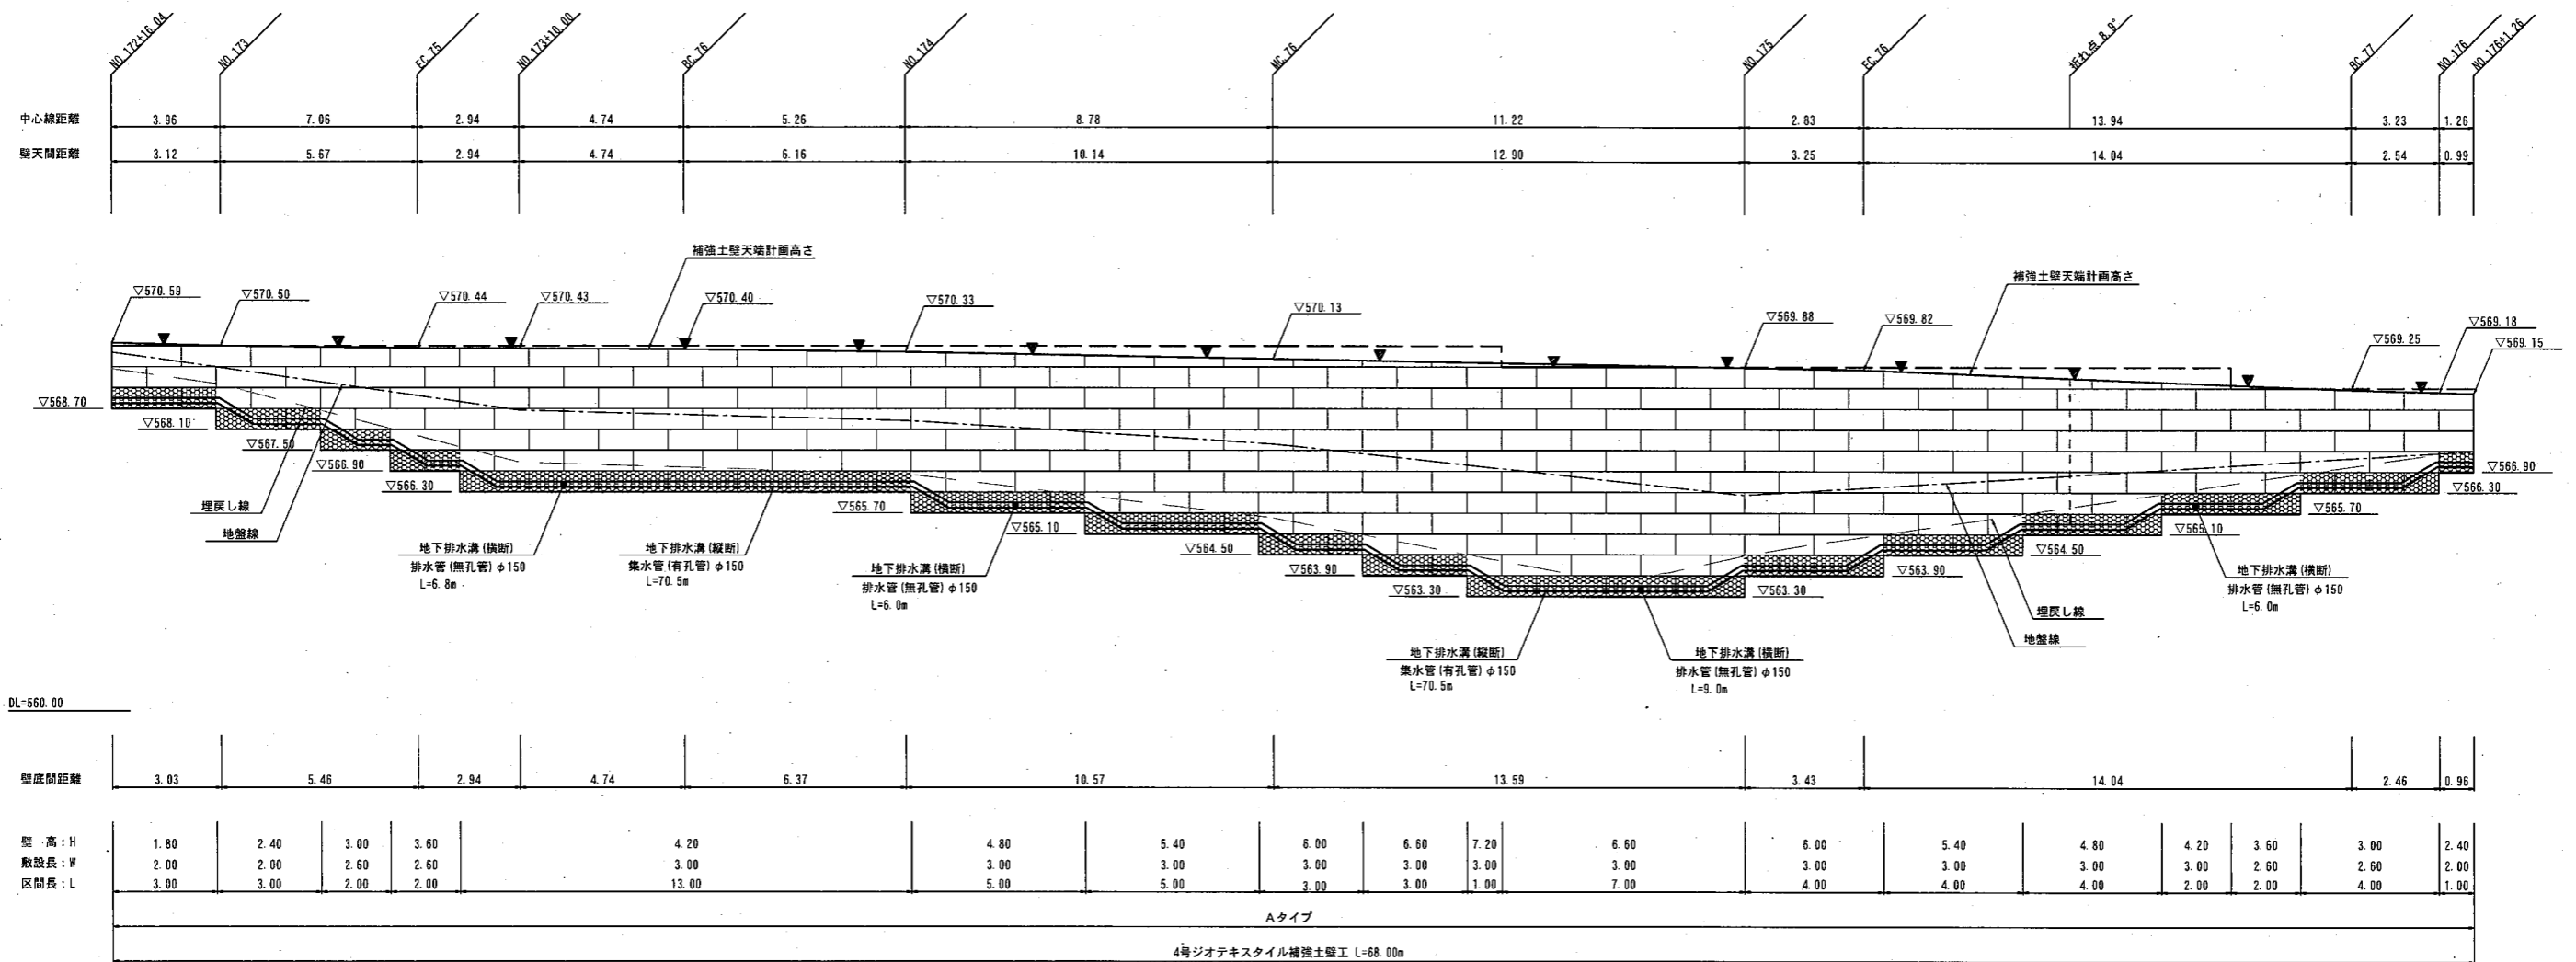 NO.172+16.04 NO.173 EC.75 NO.173+10.00 BC.76 NO.174 MC.76 NO.175 EC.76 折れ点 8.9° BC.77 NO.176 NO.176+1.26
中心線距離 3.96 7.06 2.94 4.74 5.26 8.78 11.22 2.83 13.94 3.23 1.26
壁天間距離 3.12 5.67 2.94 4.74 6.16 10.14 12.90 3.25 14.04 2.54 0.99
補強土壁天端計画高さ
補強土壁天端計画高さ
▽570.59 ▽570.50 ▽570.44 ▽570.43 ▽570.40 ▽570.33 ▽570.13 ▽569.88 ▽569.82 ▽569.25 ▽569.18
▽569.15
▽568.70
▽568.10
▽567.50
▽566.90
▽566.30
▽565.70
▽565.10
▽564.50
▽563.90
▽563.30
▽563.30
▽563.90
▽564.50
▽565.10
▽565.70
▽566.30
▽566.90
埋戻し線
地盤線
地下排水溝(横断)
排水管(無孔管)φ150
L=6.8m
地下排水溝(縦断)
集水管(有孔管)φ150
L=70.5m
地下排水溝(横断)
排水管(無孔管)φ150
L=6.0m
地下排水溝(縦断)
集水管(有孔管)φ150
L=70.5m
地下排水溝(横断)
排水管(無孔管)φ150
L=9.0m
地下排水溝(横断)
排水管(無孔管)φ150
L=6.0m
埋戻し線
地盤線
DL=560.00
壁底間距離 3.03 5.46 2.94 4.74 6.37 10.57 13.59 3.43 14.04 2.46 0.96
壁 高:H 1.80 2.40 3.00 3.60 4.20 4.80 5.40 6.00 6.60 7.20 6.60 6.00 5.40 4.80 4.20 3.60 3.00 2.40
敷設長:W 2.00 2.00 2.60 2.60 3.00 3.00 3.00 3.00 3.00 3.00 3.00 3.00 3.00 3.00 3.00 2.60 2.60 2.00
区間長:L 3.00 3.00 2.00 2.00 13.00 5.00 5.00 3.00 3.00 1.00 7.00 4.00 4.00 4.00 2.00 2.00 4.00 1.00
Aタイプ
4号ジオテキスタイル補強土壁工 L=68.00m